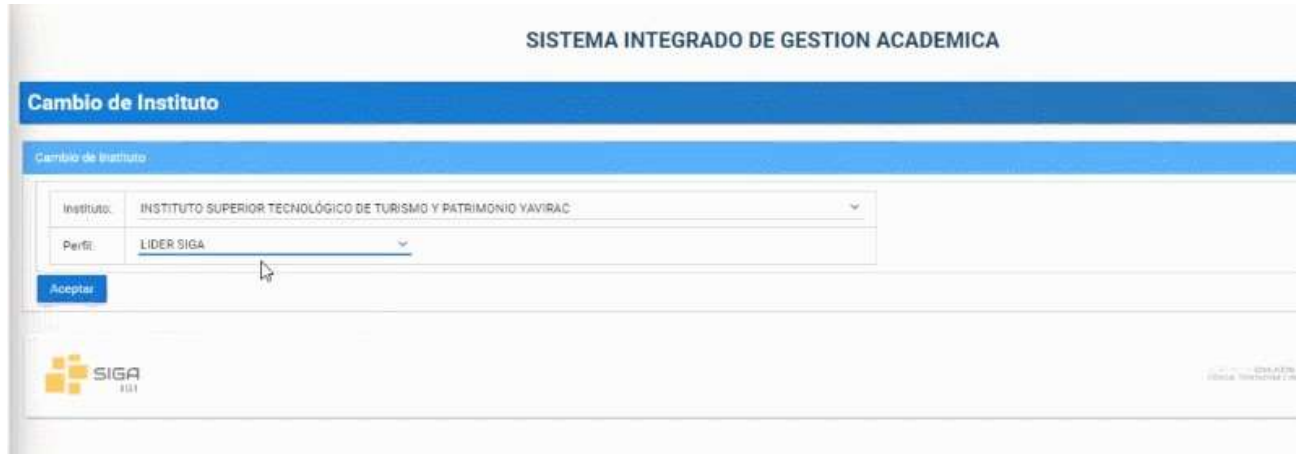 SISTEMA INTEGRADO DE GESTION ACADEMICA
Cambio de Instituto
Cambio de Instituto
Instituto: INSTITUTO SUPERIOR TECNOLÓGICO DE TURISMO Y PATRIMONIO YAVIRAC
Perfil: LIDER SIGA
Aceptar
SIGA